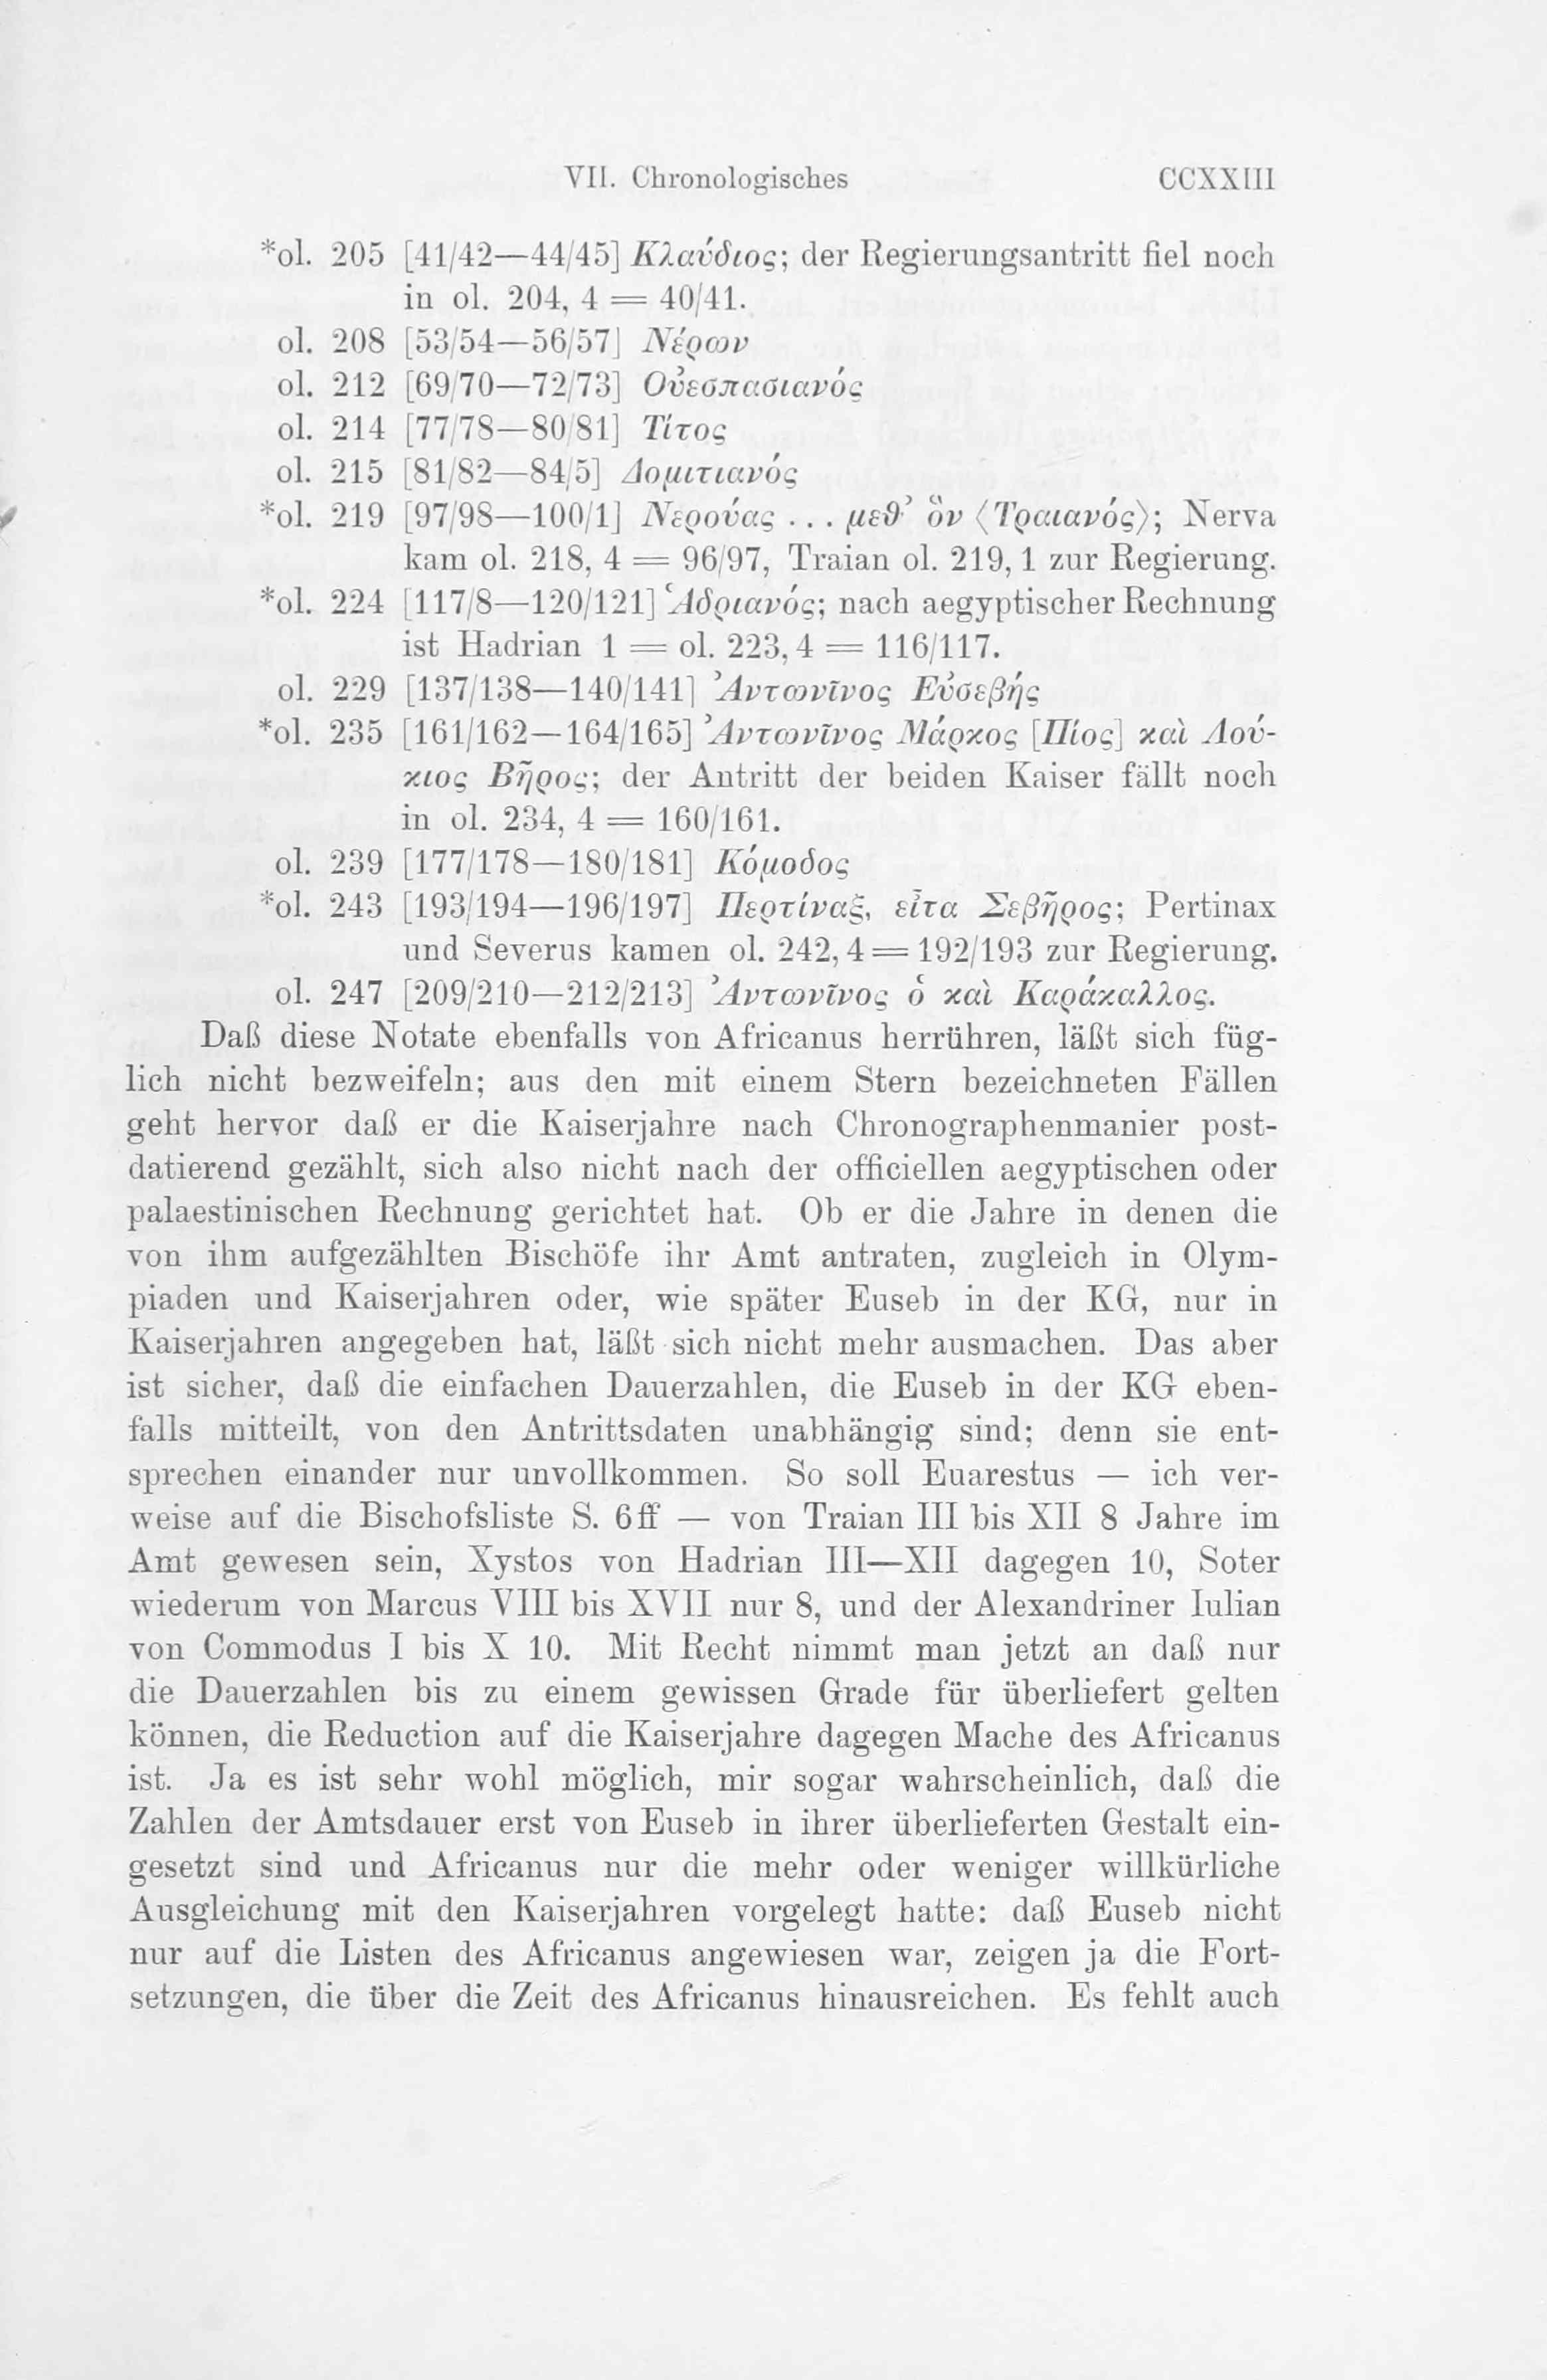 VII. Chronologisches CCXXIII
*ol. 205 [41/42—44/45] Κλαύδιος; der Regierungsantritt fiel noch
in ol. 204, 4 = 40/41.
ol. 208 [53/54—56/57] Νέρων
ol. 212 [69/70—72/73] Οὐεσπασιανός
ol. 214 [77/78—80/81] Τίτος
ol. 215 [81/82—84/5] Δομιτιανός
*ol. 219 [97/98—100/1] Νερούας ... μεθ' ὃν ⟨Τραιανός⟩; Nerva
kam ol. 218, 4 = 96/97, Traian ol. 219, 1 zur Regierung.
*ol. 224 [117/8—120/121] Ἁδριανός; nach aegyptischer Rechnung
ist Hadrian 1 = ol. 223, 4 = 116/117.
ol. 229 [137/138—140/141] Ἀντωνῖνος Εὐσεβής
*ol. 235 [161/162—164/165] Ἀντωνῖνος Μάρκος [Πίος] καὶ Λού-
κιος Βῆρος; der Antritt der beiden Kaiser fällt noch
in ol. 234, 4 = 160/161.
ol. 239 [177/178—180/181] Κόμοδος
*ol. 243 [193/194—196/197] Περτίναξ, εἶτα Σεβῆρος; Pertinax
und Severus kamen ol. 242, 4 = 192/193 zur Regierung.
ol. 247 [209/210—212/213] Ἀντωνῖνος ὁ καὶ Καράκαλλος.
Daß diese Notate ebenfalls von Africanus herrühren, läßt sich füg-
lich nicht bezweifeln; aus den mit einem Stern bezeichneten Fällen
geht hervor daß er die Kaiserjahre nach Chronographenmanier post-
datierend gezählt, sich also nicht nach der officiellen aegyptischen oder
palaestinischen Rechnung gerichtet hat. Ob er die Jahre in denen die
von ihm aufgezählten Bischöfe ihr Amt antraten, zugleich in Olym-
piaden und Kaiserjahren oder, wie später Euseb in der KG, nur in
Kaiserjahren angegeben hat, läßt sich nicht mehr ausmachen. Das aber
ist sicher, daß die einfachen Dauerzahlen, die Euseb in der KG eben-
falls mitteilt, von den Antrittsdaten unabhängig sind; denn sie ent-
sprechen einander nur unvollkommen. So soll Euarestus — ich ver-
weise auf die Bischofsliste S. 6ff — von Traian III bis XII 8 Jahre im
Amt gewesen sein, Xystos von Hadrian III—XII dagegen 10, Soter
wiederum von Marcus VIII bis XVII nur 8, und der Alexandriner Iulian
von Commodus I bis X 10. Mit Recht nimmt man jetzt an daß nur
die Dauerzahlen bis zu einem gewissen Grade für überliefert gelten
können, die Reduction auf die Kaiserjahre dagegen Mache des Africanus
ist. Ja es ist sehr wohl möglich, mir sogar wahrscheinlich, daß die
Zahlen der Amtsdauer erst von Euseb in ihrer überlieferten Gestalt ein-
gesetzt sind und Africanus nur die mehr oder weniger willkürliche
Ausgleichung mit den Kaiserjahren vorgelegt hatte: daß Euseb nicht
nur auf die Listen des Africanus angewiesen war, zeigen ja die Fort-
setzungen, die über die Zeit des Africanus hinausreichen. Es fehlt auch